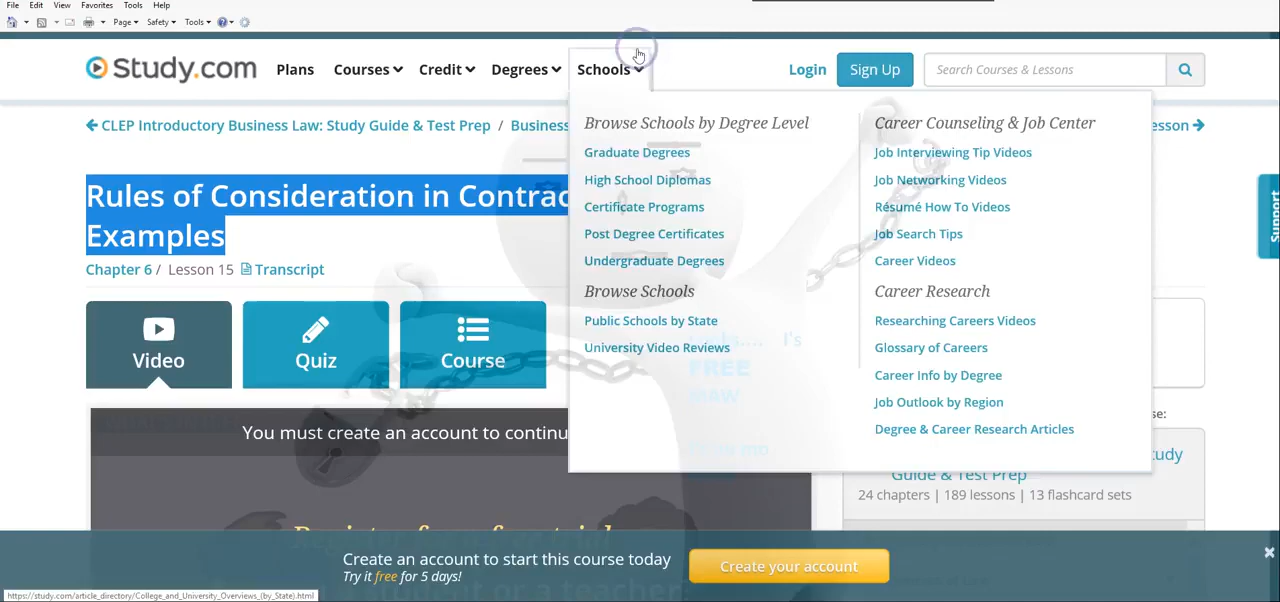 File Edit View Favorites Tools Help
Page Safety Tools
Study.com Plans Courses Credit Degrees Schools Login Sign Up Search Courses & Lessons
CLEP Introductory Business Law: Study Guide & Test Prep / Business
Rules of Consideration in Contrac
Examples
Chapter 6 / Lesson 15 Transcript
Video
Quiz
Course
You must create an account to continu
Browse Schools by Degree Level
Graduate Degrees
High School Diplomas
Certificate Programs
Post Degree Certificates
Undergraduate Degrees
Browse Schools
Public Schools by State
University Video Reviews
Career Counseling & Job Center
Job Interviewing Tip Videos
Job Networking Videos
Résumé How To Videos
Job Search Tips
Career Videos
Career Research
Researching Careers Videos
Glossary of Careers
Career Info by Degree
Job Outlook by Region
Degree & Career Research Articles
esson
Support
se:
tudy
Guide & Test Prep
24 chapters | 189 lessons | 13 flashcard sets
I's
FREE
MAW
Create an account to start this course today
Try it free for 5 days!
Create your account
https://study.com/article_directory/College_and_University_Overviews_(by_State).html